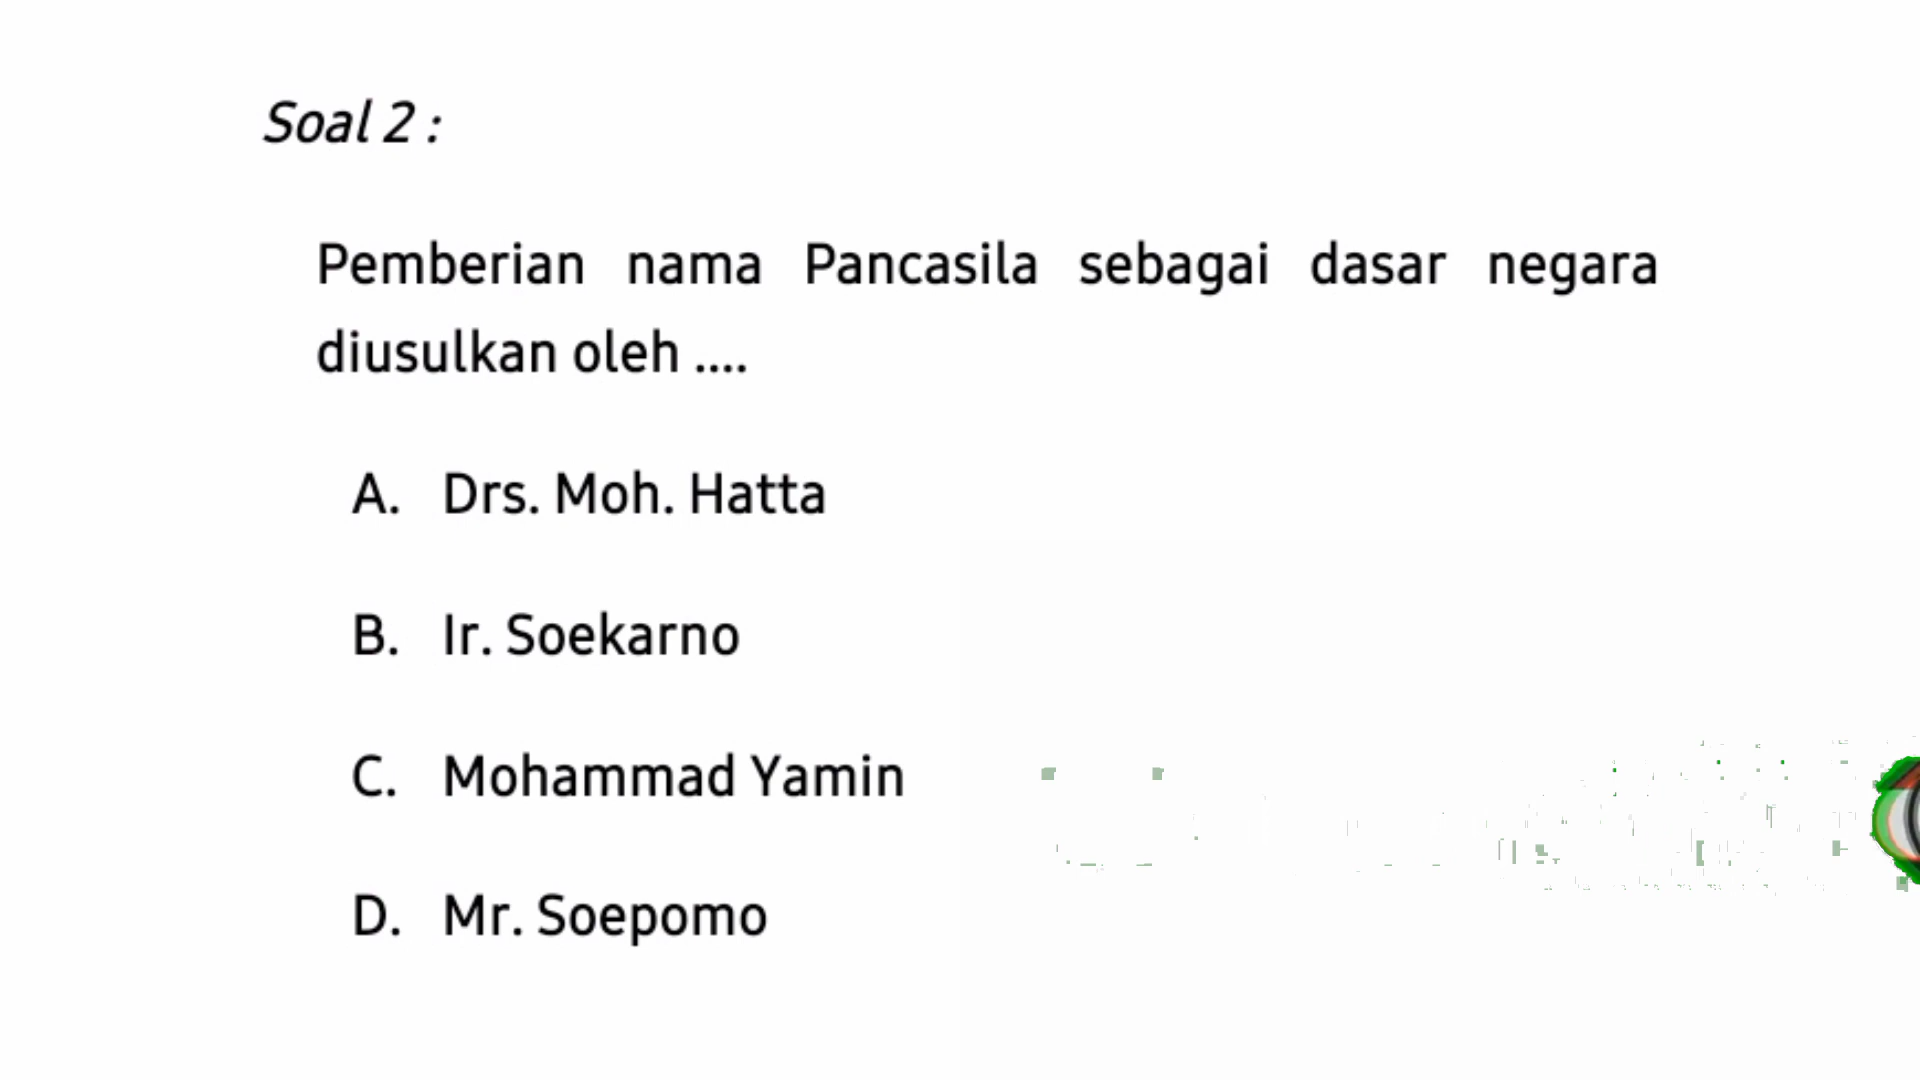 Soal 2 :
Pemberian nama Pancasila sebagai dasar negara
diusulkan oleh ....
A. Drs. Moh. Hatta
B. Ir. Soekarno
C. Mohammad Yamin
D. Mr. Soepomo